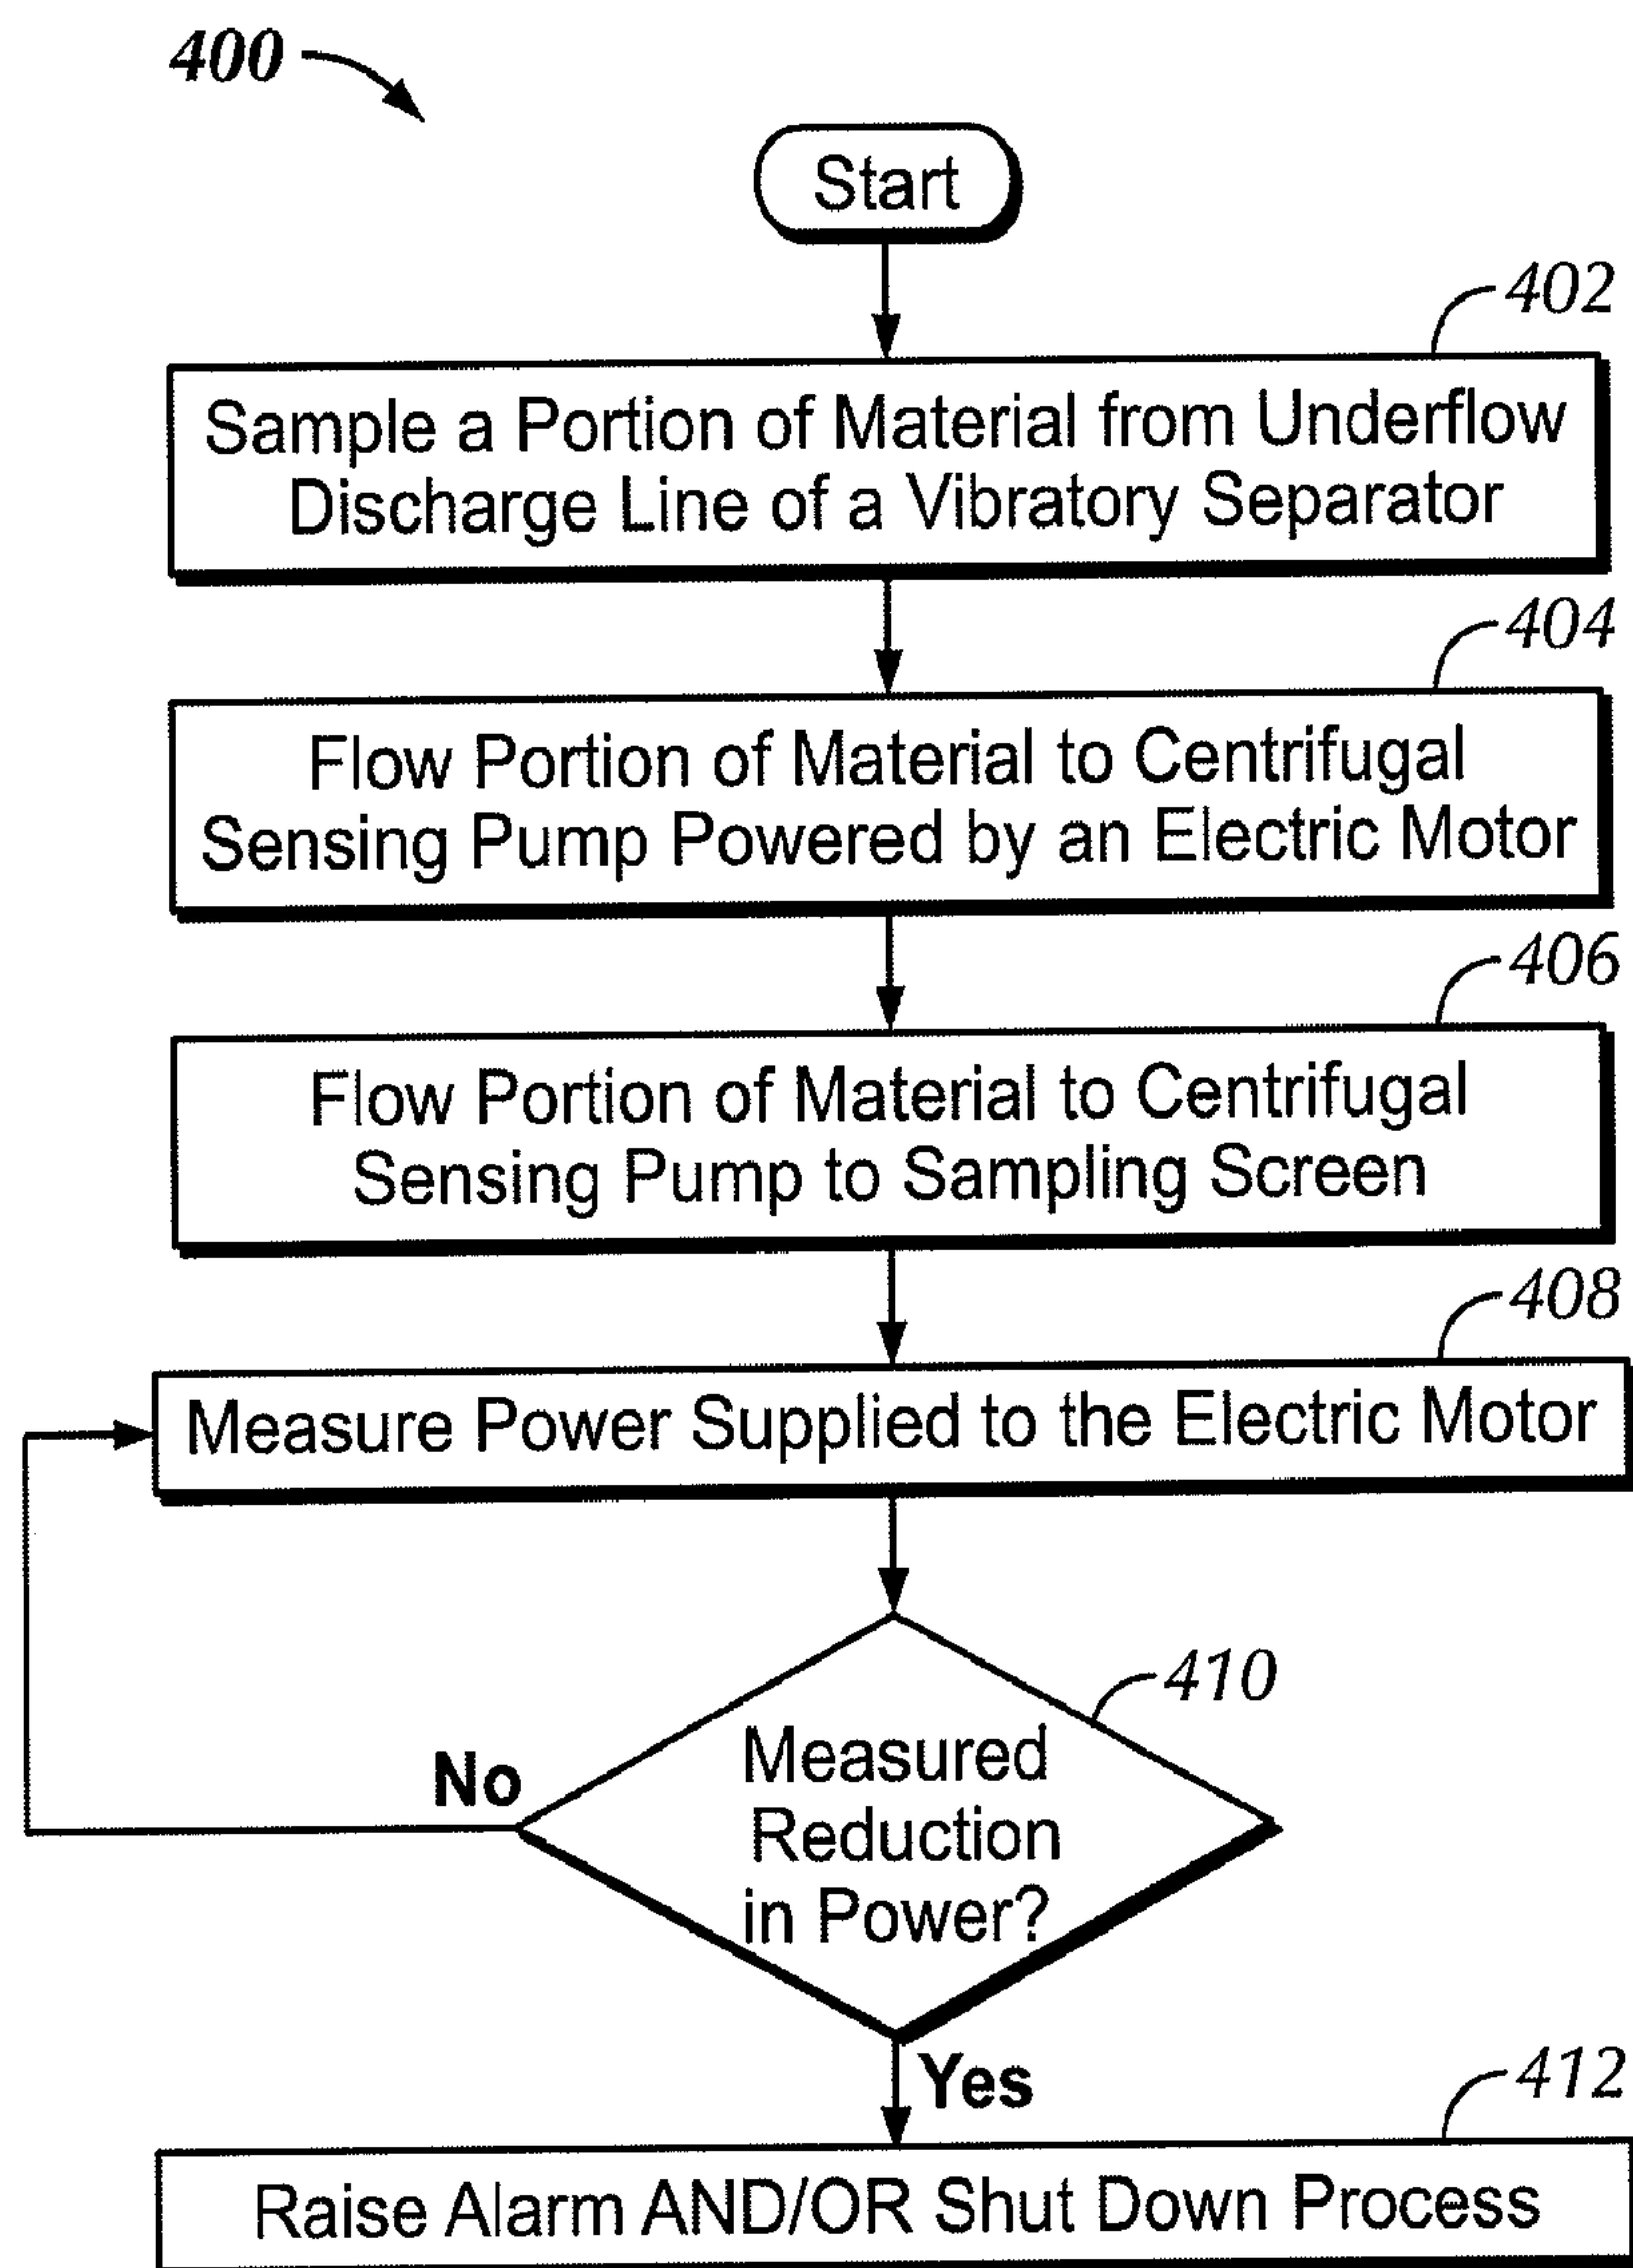 400
Start
402
Sample a Portion of Material from Underflow
Discharge Line of a Vibratory Separator
404
Flow Portion of Material to Centrifugal
Sensing Pump Powered by an Electric Motor
406
Flow Portion of Material to Centrifugal
Sensing Pump to Sampling Screen
408
Measure Power Supplied to the Electric Motor
410
Measured
Reduction
in Power?
No
Yes
412
Raise Alarm AND/OR Shut Down Process